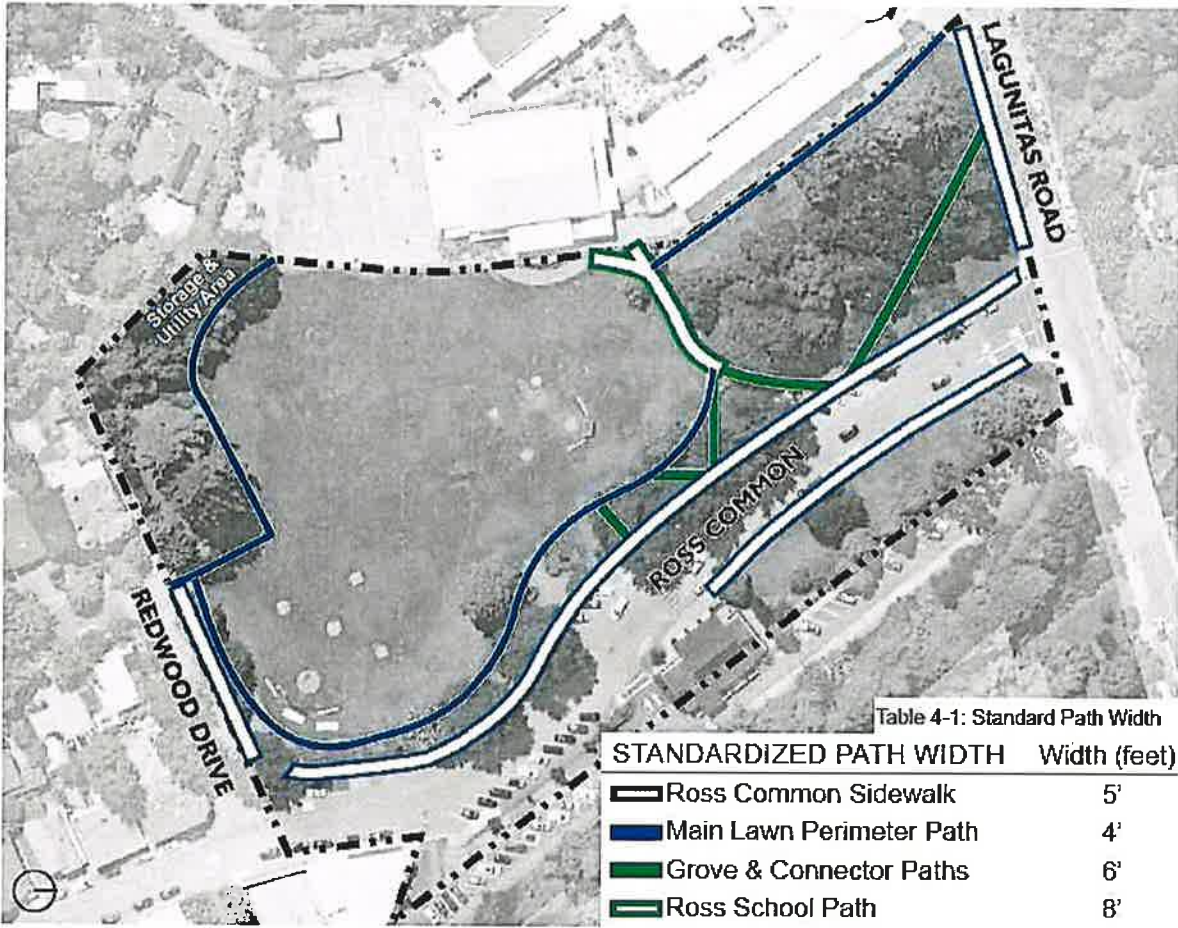 LAGUNITAS ROAD
Storage &
Utility Area
ROSS COMMON
REDWOOD DRIVE
Table 4-1: Standard Path Width
STANDARDIZED PATH WIDTH Width (feet)
Ross Common Sidewalk 5'
Main Lawn Perimeter Path 4'
Grove & Connector Paths 6'
Ross School Path 8'